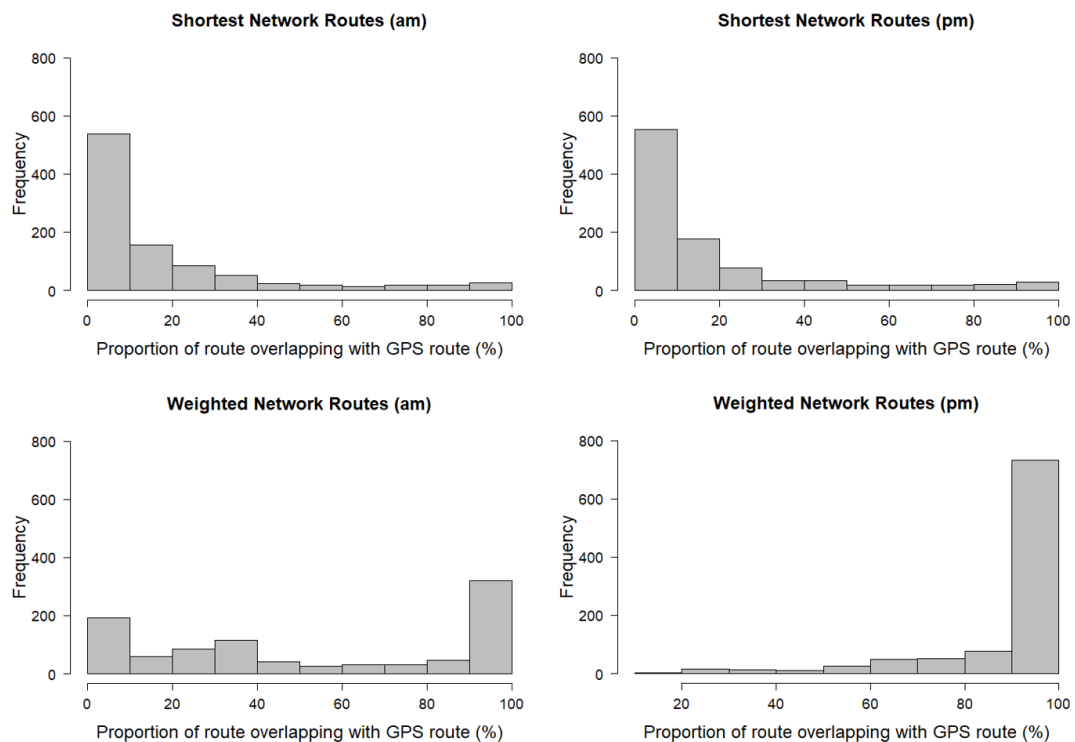 Shortest Network Routes (am)
800
600
400
200
0
Frequency
0 20 40 60 80 100
Proportion of route overlapping with GPS route (%)
Shortest Network Routes (pm)
800
600
400
200
0
Frequency
0 20 40 60 80 100
Proportion of route overlapping with GPS route (%)
Weighted Network Routes (am)
800
600
400
200
0
Frequency
0 20 40 60 80 100
Proportion of route overlapping with GPS route (%)
Weighted Network Routes (pm)
800
600
400
200
0
Frequency
20 40 60 80 100
Proportion of route overlapping with GPS route (%)